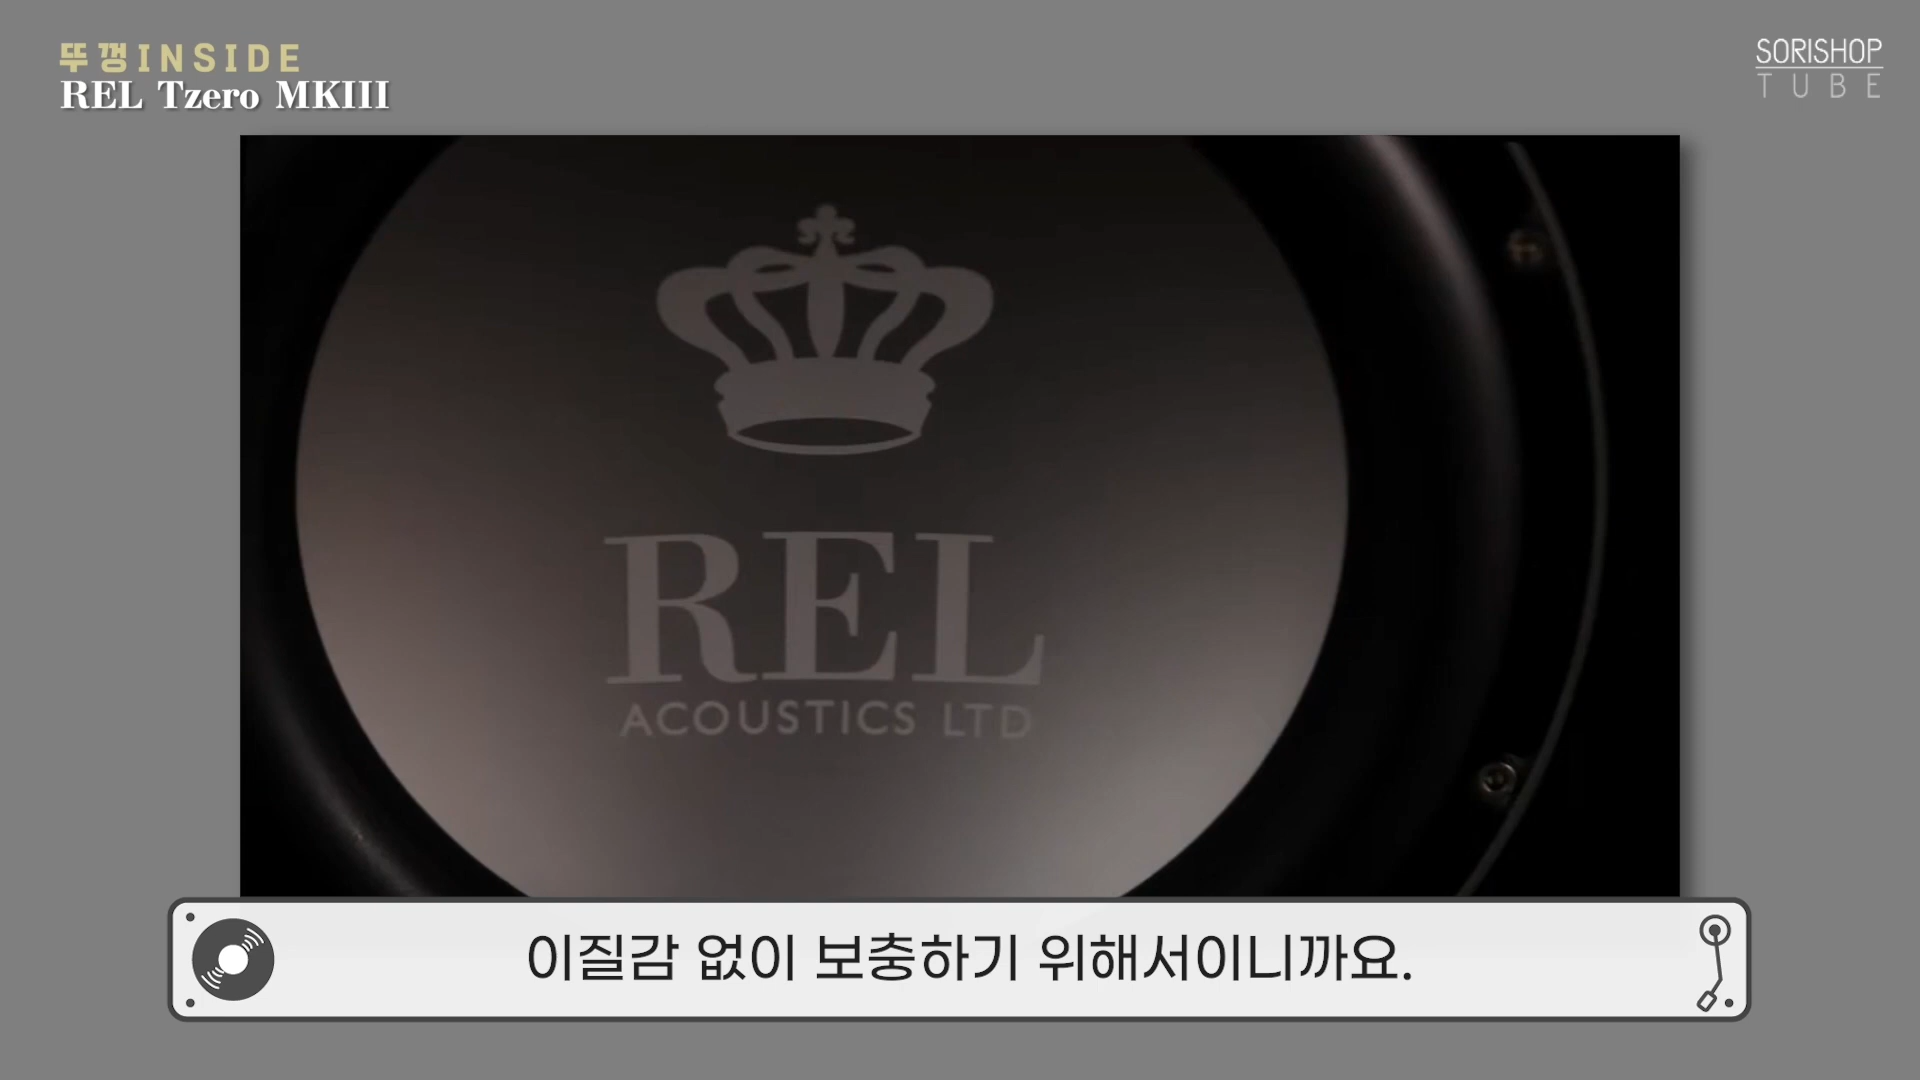 뚜껑INSIDE
REL Tzero MKIII
SORISHOP
TUBE
REL
ACOUSTICS LTD
이질감 없이 보충하기 위해서이니까요.